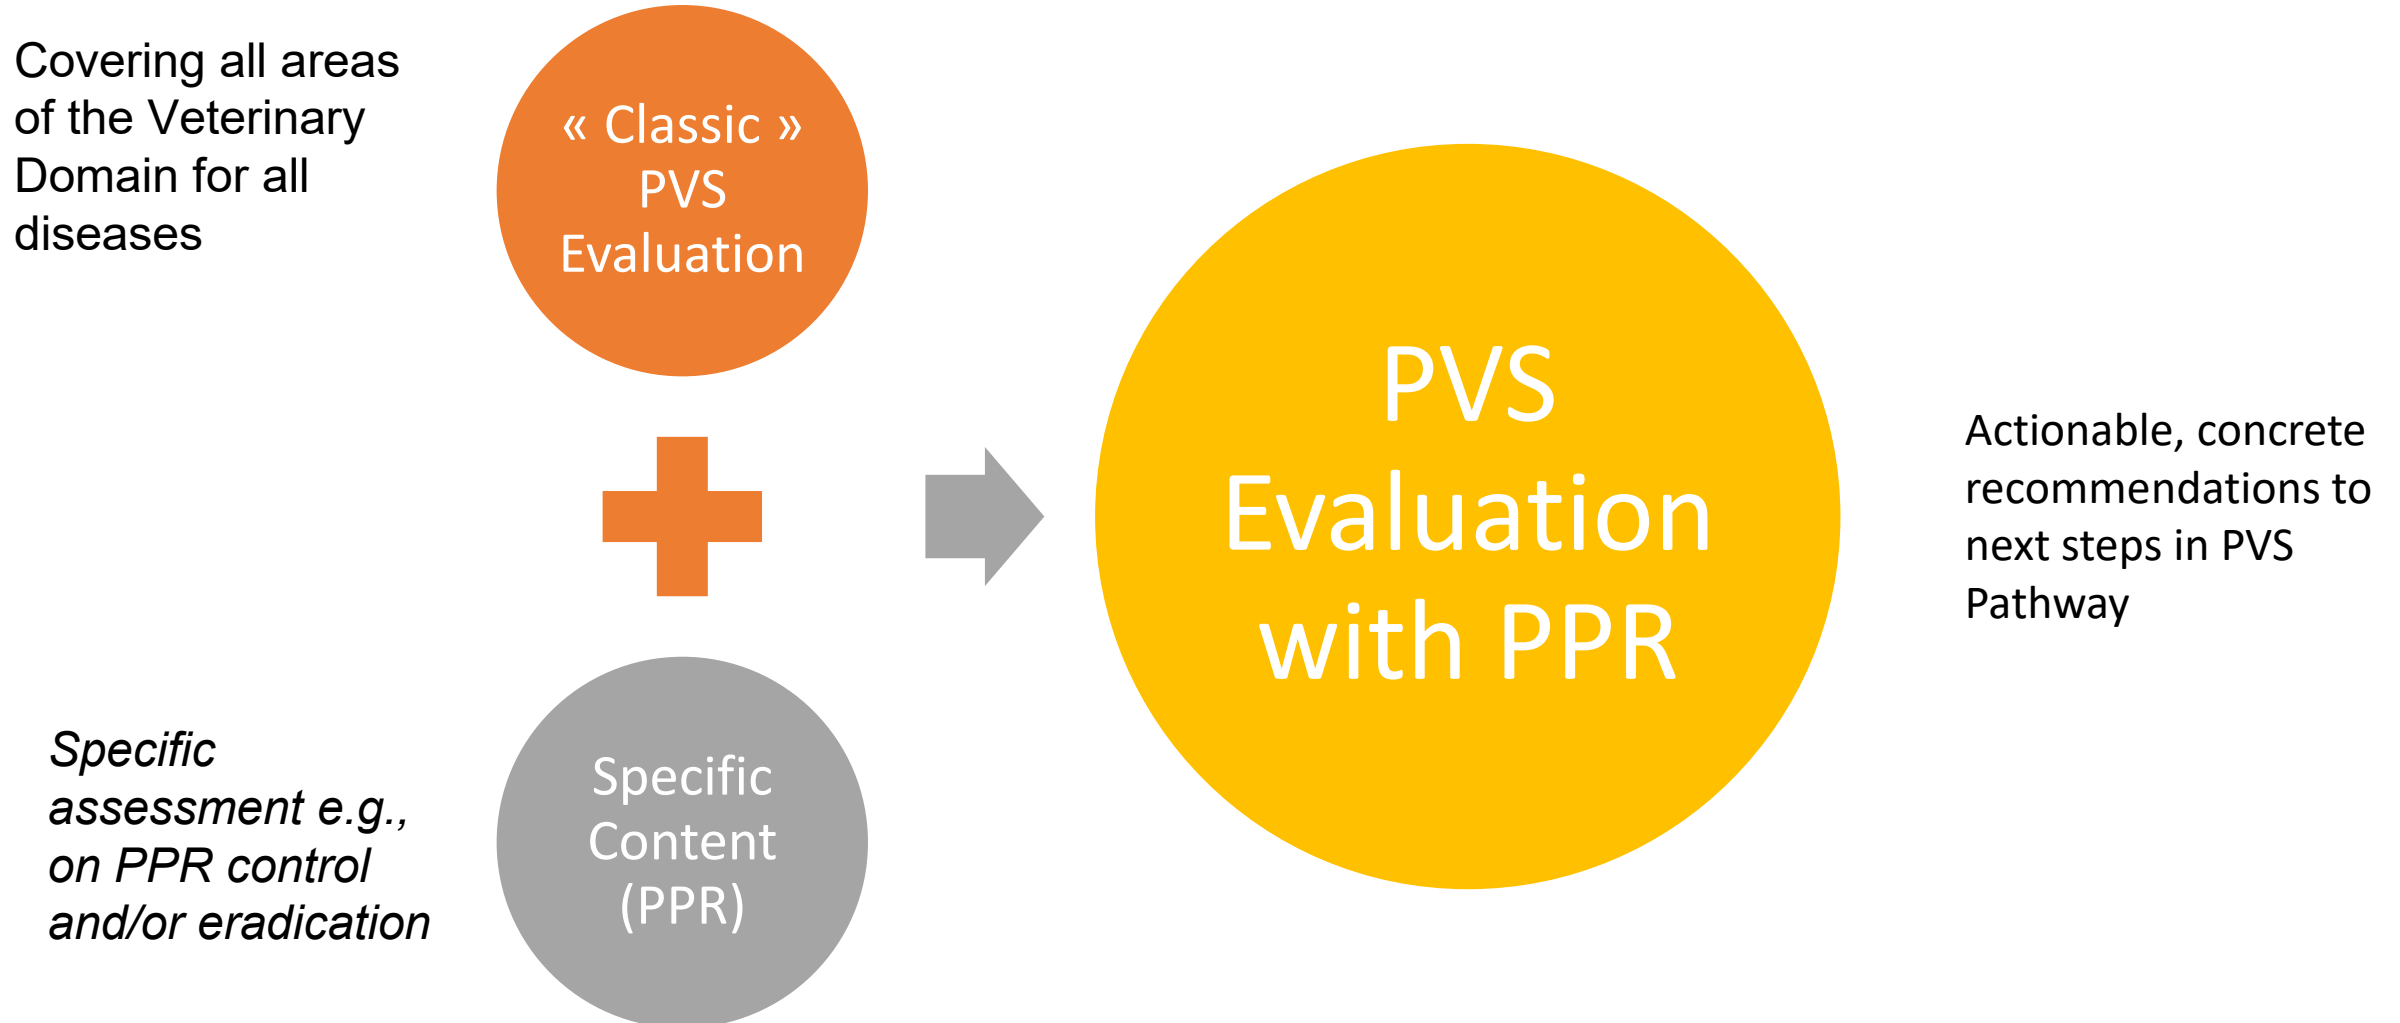 Covering all areas
of the Veterinary
Domain for all
diseases
« Classic »
PVS
Evaluation
Specific
assessment e.g.,
on PPR control
and/or eradication
Specific
Content
(PPR)
PVS
Evaluation
with PPR
Actionable, concrete
recommendations to
next steps in PVS
Pathway